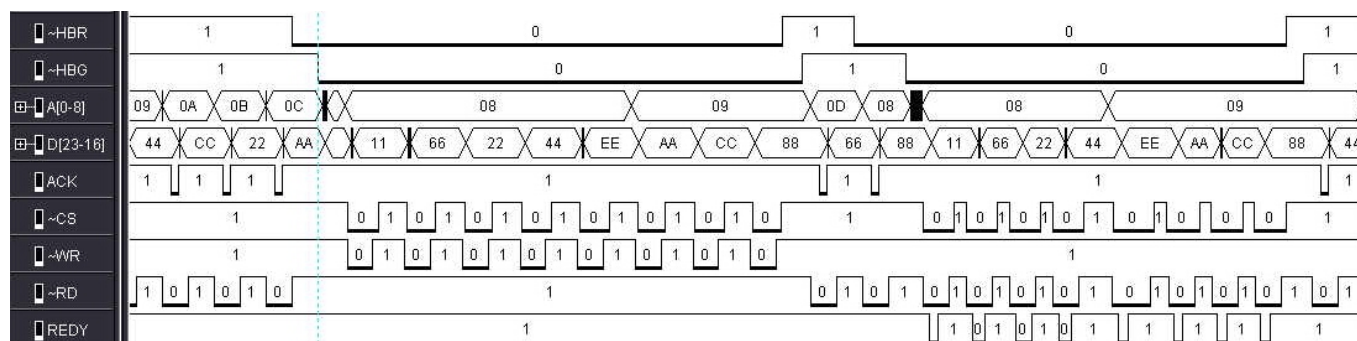 ~HBR 1 0 1 0 1
~HBG 1 0 1 0 1
A[0-8] 09 0A 0B 0C 08 09 0D 08 08 09
D[23-16] 44 CC 22 AA 11 66 22 44 EE AA CC 88 66 88 11 66 22 44 EE AA CC 88 44
ACK 1 1 1 1 1 1 1
~CS 1 0 1 0 1 0 1 0 1 0 1 0 1 0 1 0 1 0 1 0 1 0 1 0 1 0 1 0 0 0 1
~WR 1 0 1 0 1 0 1 0 1 0 1 0 1 0 1 0 1
~RD 1 0 1 0 1 0 1 0 1 0 1 0 1 0 1 0 1 0 1 0 1 0 1 0 1 0 1 0 1
REDY 1 1 0 1 0 1 0 1 1 1 1 1